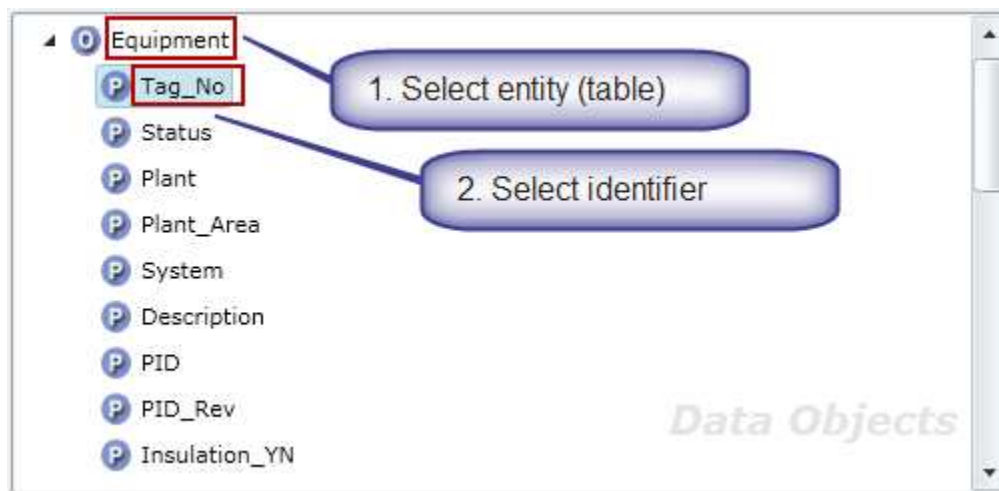 O Equipment
P Tag_No
1. Select entity (table)
P Status
P Plant
2. Select identifier
P Plant_Area
P System
P Description
P PID
P PID_Rev
Data Objects
P Insulation_YN